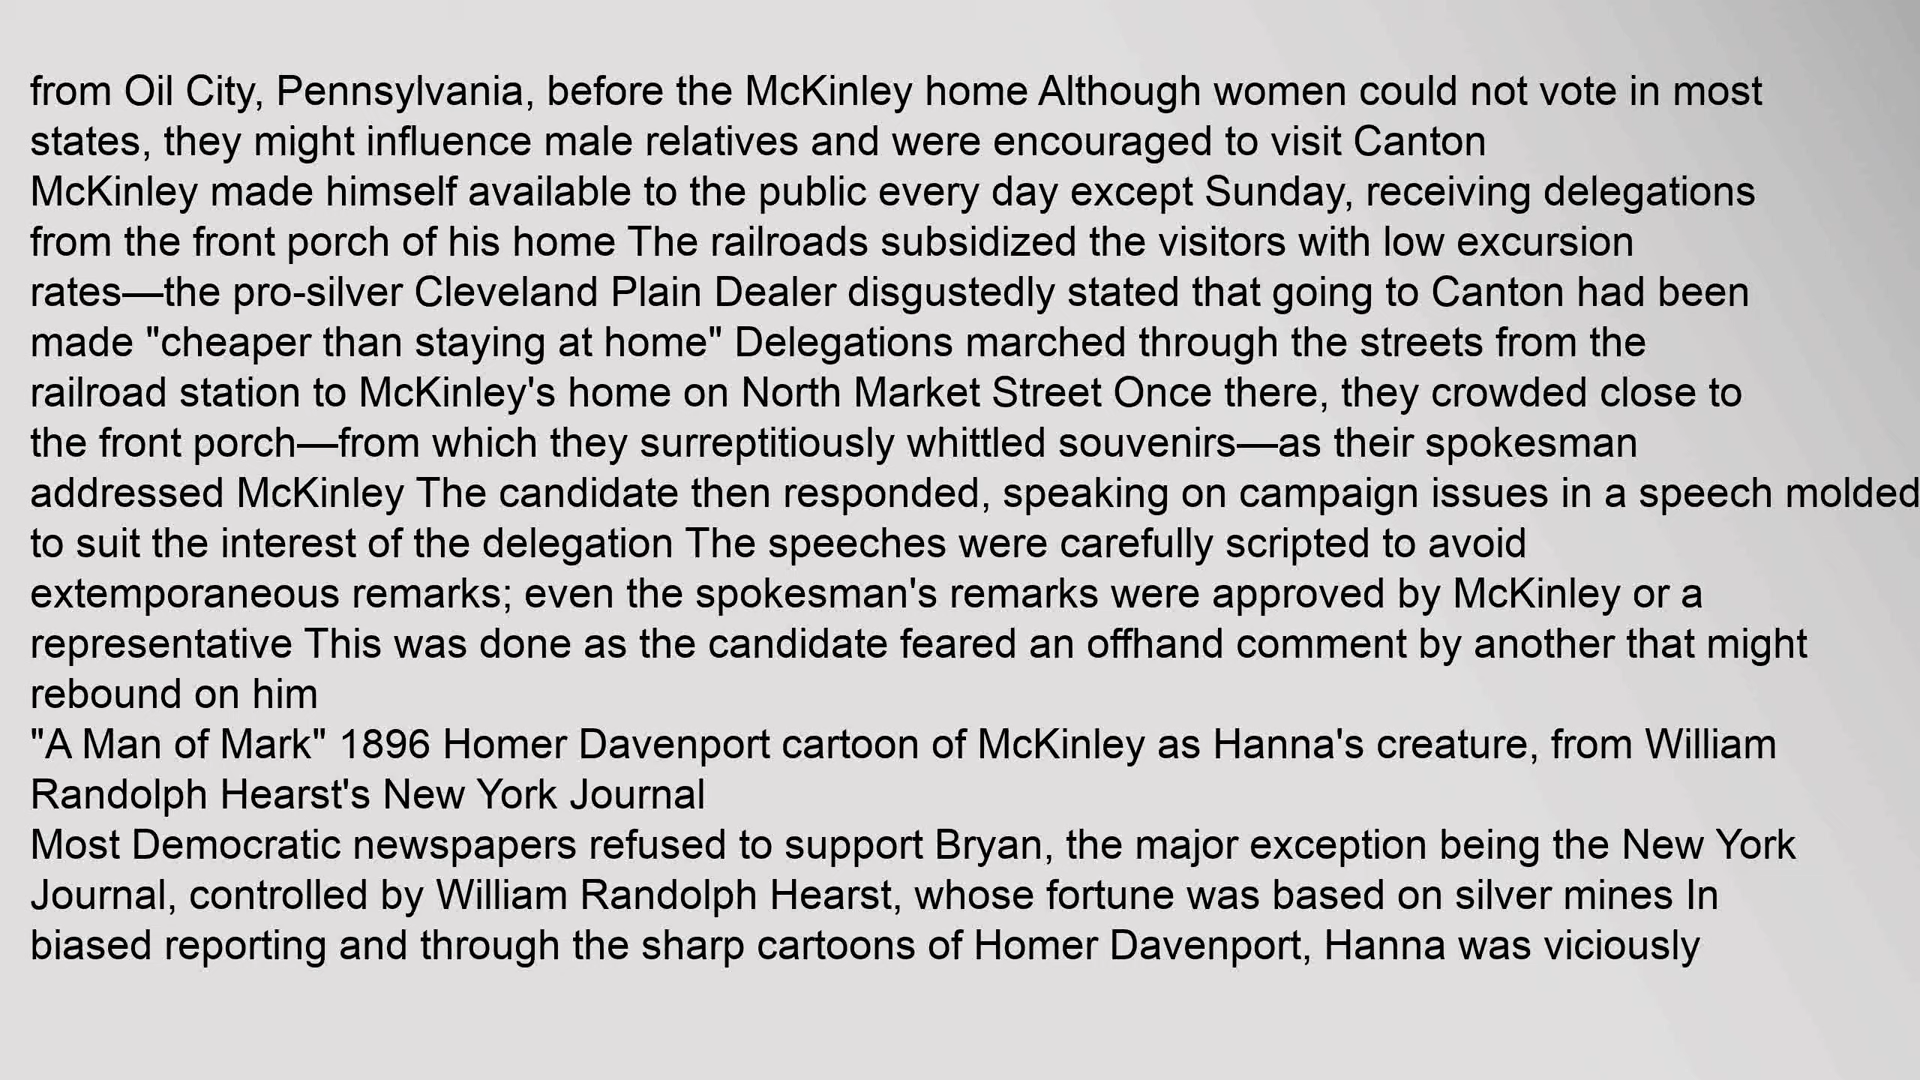 from Oil City, Pennsylvania, before the McKinley home Although women could not vote in most
states, they might influence male relatives and were encouraged to visit Canton
McKinley made himself available to the public every day except Sunday, receiving delegations
from the front porch of his home The railroads subsidized the visitors with low excursion
rates—the pro-silver Cleveland Plain Dealer disgustedly stated that going to Canton had been
made "cheaper than staying at home" Delegations marched through the streets from the
railroad station to McKinley's home on North Market Street Once there, they crowded close to
the front porch—from which they surreptitiously whittled souvenirs—as their spokesman
addressed McKinley The candidate then responded, speaking on campaign issues in a speech molded
to suit the interest of the delegation The speeches were carefully scripted to avoid
extemporaneous remarks; even the spokesman's remarks were approved by McKinley or a
representative This was done as the candidate feared an offhand comment by another that might
rebound on him
"A Man of Mark" 1896 Homer Davenport cartoon of McKinley as Hanna's creature, from William
Randolph Hearst's New York Journal
Most Democratic newspapers refused to support Bryan, the major exception being the New York
Journal, controlled by William Randolph Hearst, whose fortune was based on silver mines In
biased reporting and through the sharp cartoons of Homer Davenport, Hanna was viciously